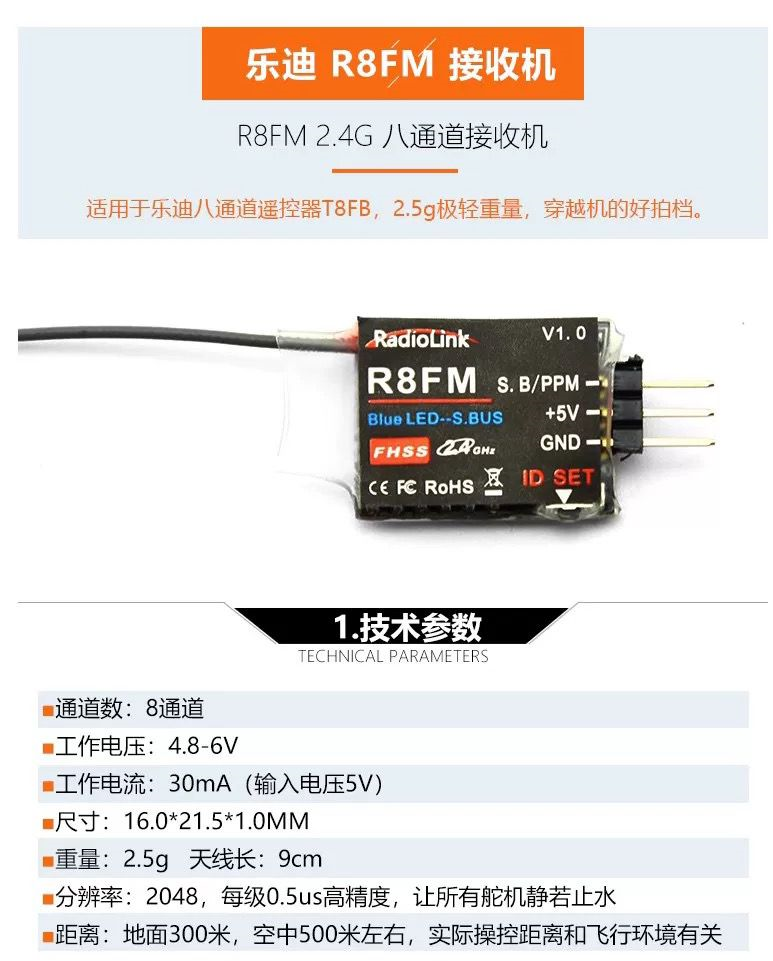 乐迪 R8FM 接收机
R8FM 2.4G 八通道接收机
适用于乐迪八通道遥控器T8FB，2.5g极轻重量，穿越机的好拍档。
RadioLink V1.0
R8FM S.B/PPM
Blue LED--S.BUS +5V
FHSS 2.4GHz GND
CE FC RoHS ID SET
1.技术参数
TECHNICAL PARAMETERS
■通道数：8通道
■工作电压：4.8-6V
■工作电流：30mA（输入电压5V）
■尺寸：16.0*21.5*1.0MM
■重量：2.5g 天线长：9cm
■分辨率：2048，每级0.5us高精度，让所有舵机静若止水
■距离：地面300米，空中500米左右，实际操控距离和飞行环境有关